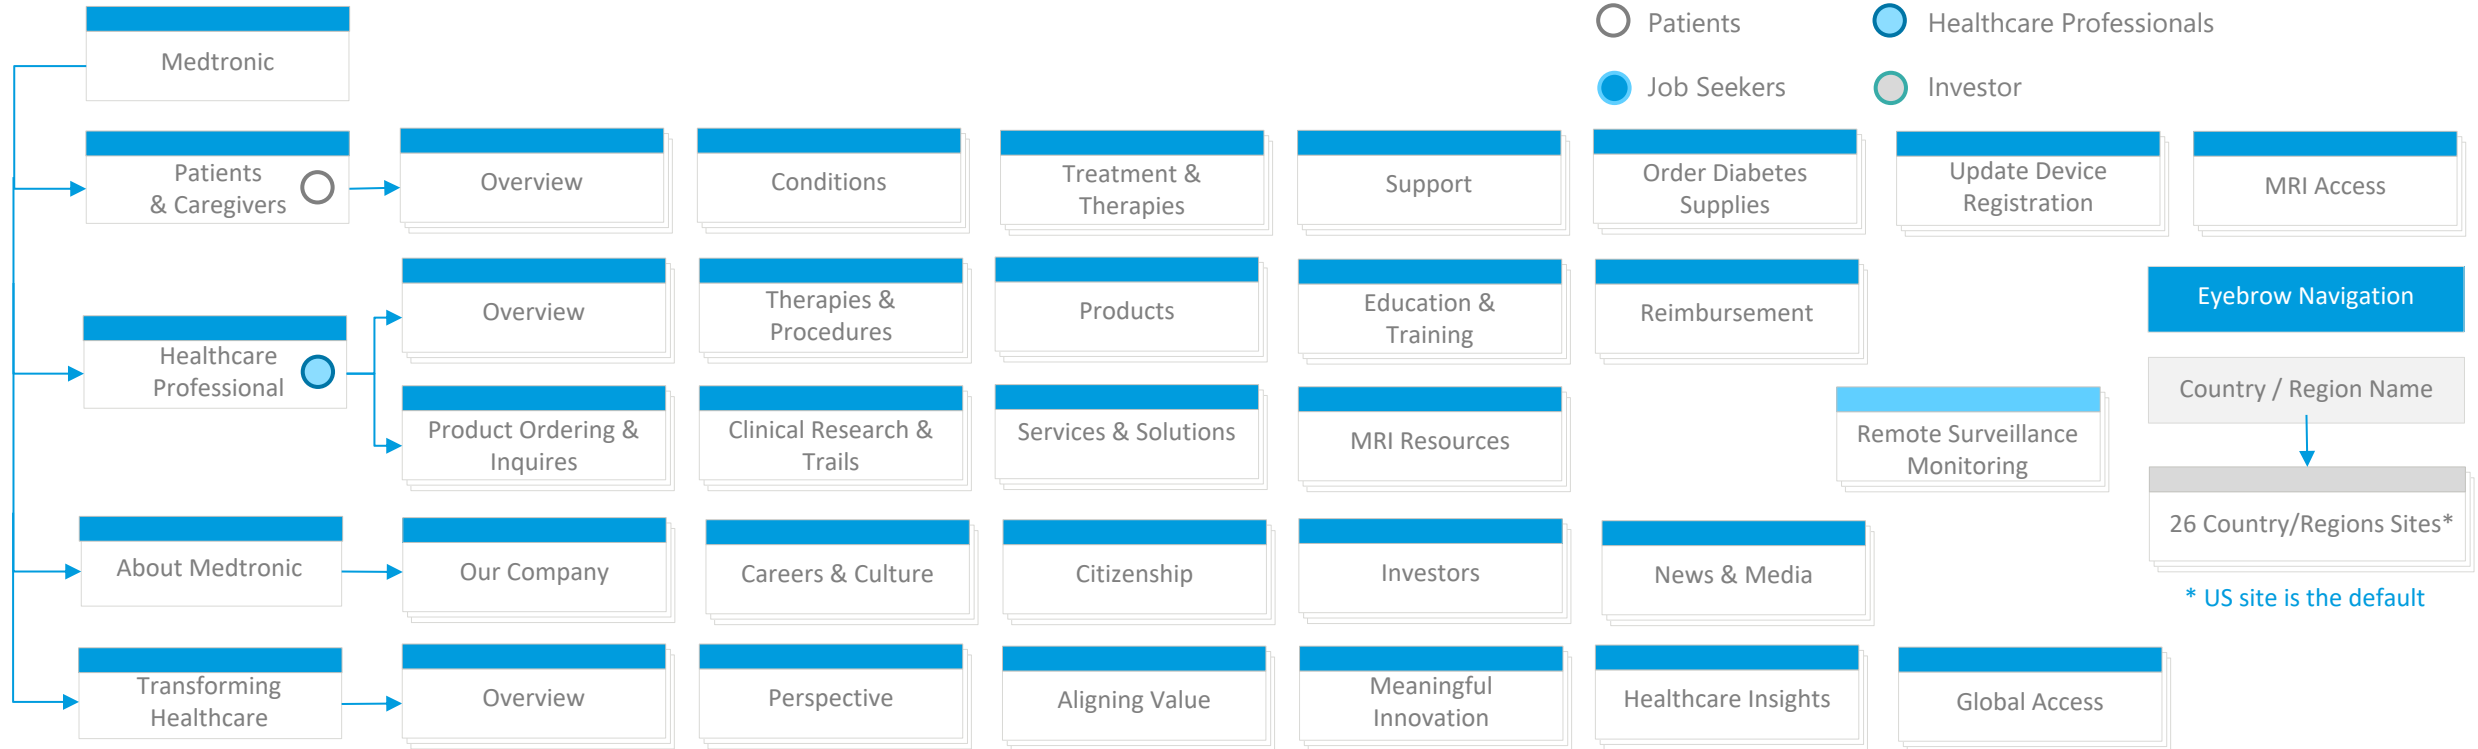 Patients
Healthcare Professionals
Job Seekers
Investor
Medtronic
Patients
& Caregivers
Overview
Conditions
Treatment &
Therapies
Support
Order Diabetes
Supplies
Update Device
Registration
MRI Access
Healthcare
Professional
Overview
Therapies &
Procedures
Products
Education &
Training
Reimbursement
Product Ordering &
Inquires
Clinical Research &
Trails
Services & Solutions
MRI Resources
Remote Surveillance
Monitoring
Eyebrow Navigation
Country / Region Name
26 Country/Regions Sites*
* US site is the default
About Medtronic
Our Company
Careers & Culture
Citizenship
Investors
News & Media
Transforming
Healthcare
Overview
Perspective
Aligning Value
Meaningful
Innovation
Healthcare Insights
Global Access